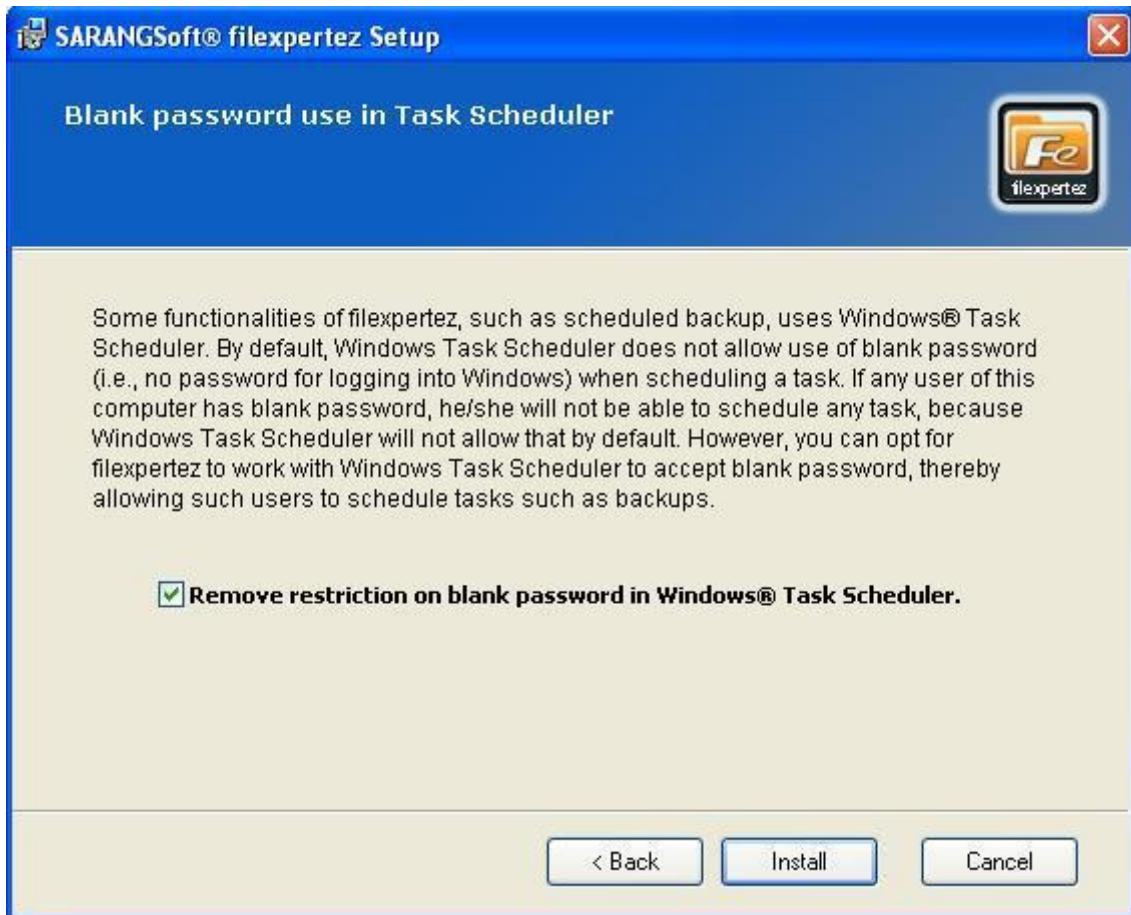 SARANGSoft® filexpertez Setup
Blank password use in Task Scheduler
Fe
filexpertez
Some functionalities of filexpertez, such as scheduled backup, uses Windows® Task
Scheduler. By default, Windows Task Scheduler does not allow use of blank password
(i.e., no password for logging into Windows) when scheduling a task. If any user of this
computer has blank password, he/she will not be able to schedule any task, because
Windows Task Scheduler will not allow that by default. However, you can opt for
filexpertez to work with Windows Task Scheduler to accept blank password, thereby
allowing such users to schedule tasks such as backups.
Remove restriction on blank password in Windows® Task Scheduler.
< Back
Install
Cancel